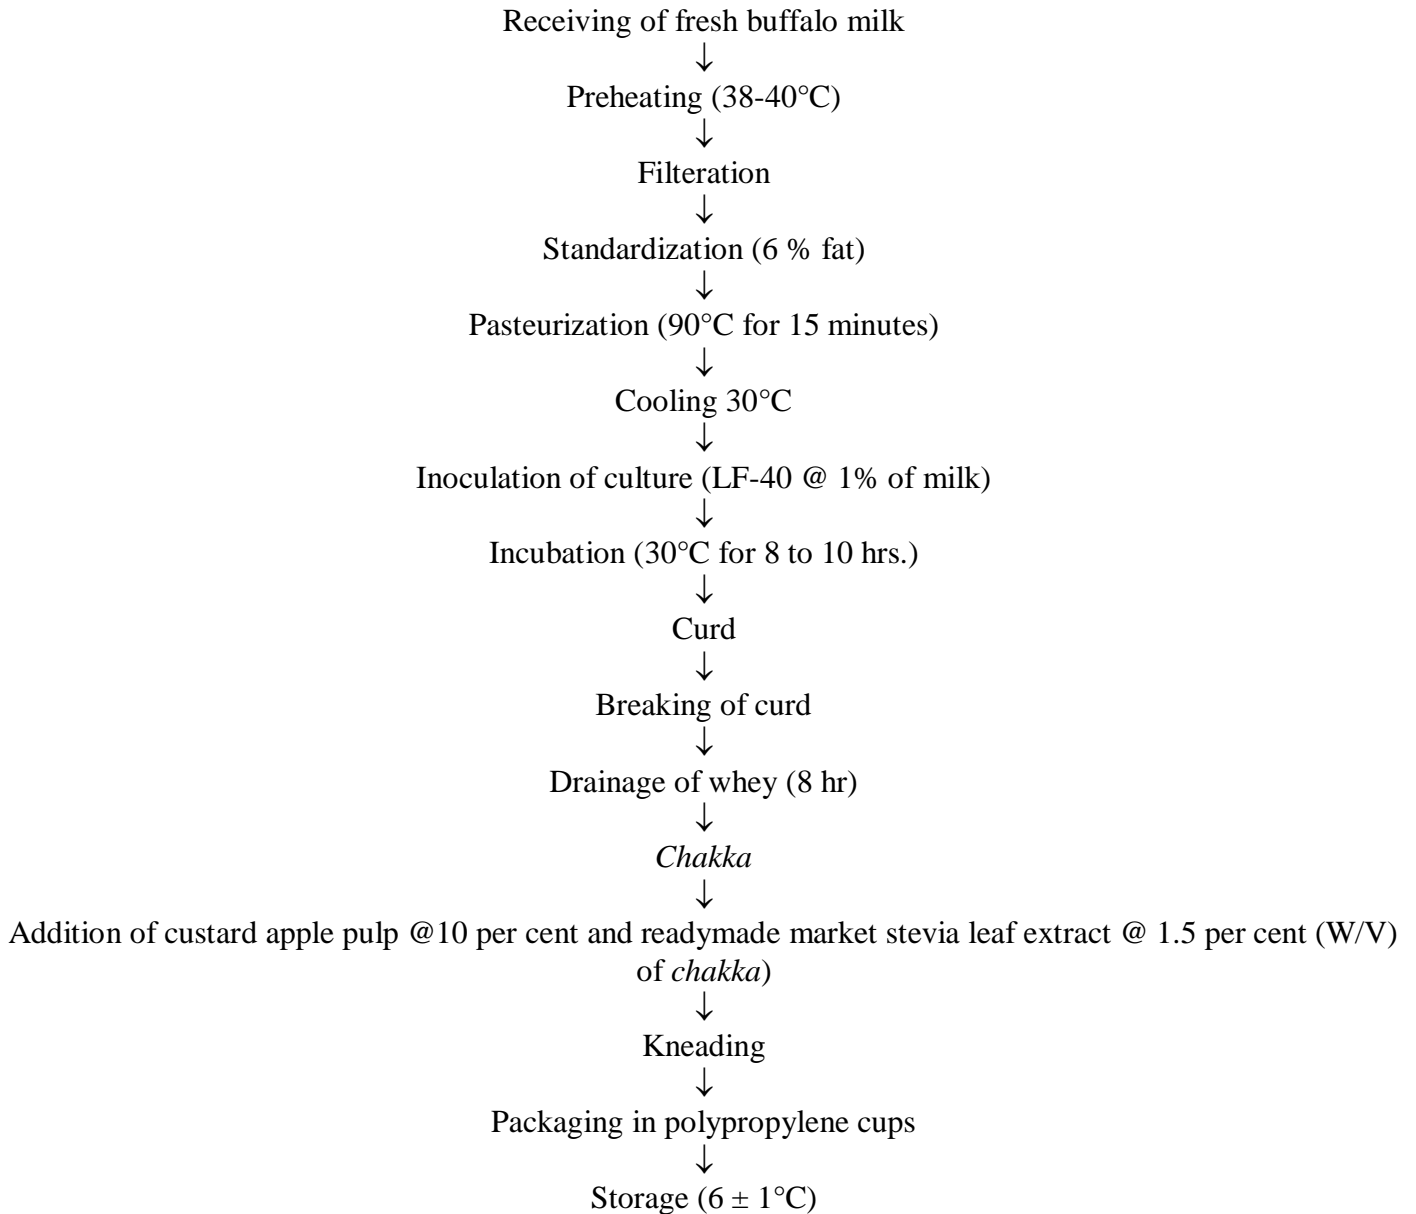 Receiving of fresh buffalo milk
↓
Preheating (38-40°C)
↓
Filteration
↓
Standardization (6 % fat)
↓
Pasteurization (90°C for 15 minutes)
↓
Cooling 30°C
↓
Inoculation of culture (LF-40 @ 1% of milk)
↓
Incubation (30°C for 8 to 10 hrs.)
↓
Curd
↓
Breaking of curd
↓
Drainage of whey (8 hr)
↓
Chakka
↓
Addition of custard apple pulp @10 per cent and readymade market stevia leaf extract @ 1.5 per cent (W/V)
of chakka)
↓
Kneading
↓
Packaging in polypropylene cups
↓
Storage (6 ± 1°C)